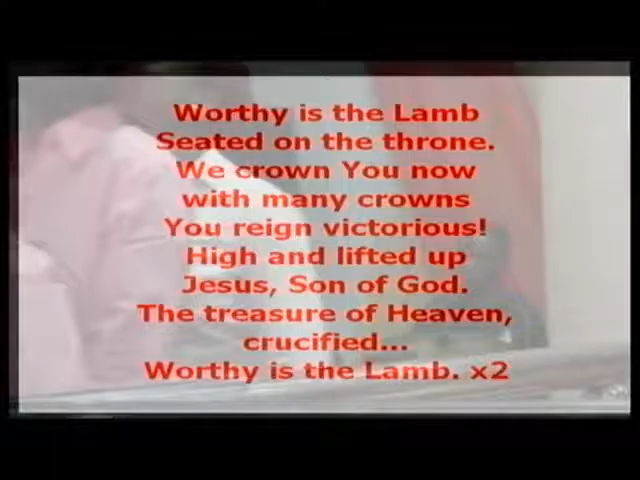 Worthy is the Lamb
Seated on the throne.
We crown You now
with many crowns
You reign victorious!
High and lifted up
Jesus, Son of God.
The treasure of Heaven,
crucified...
Worthy is the Lamb. x2